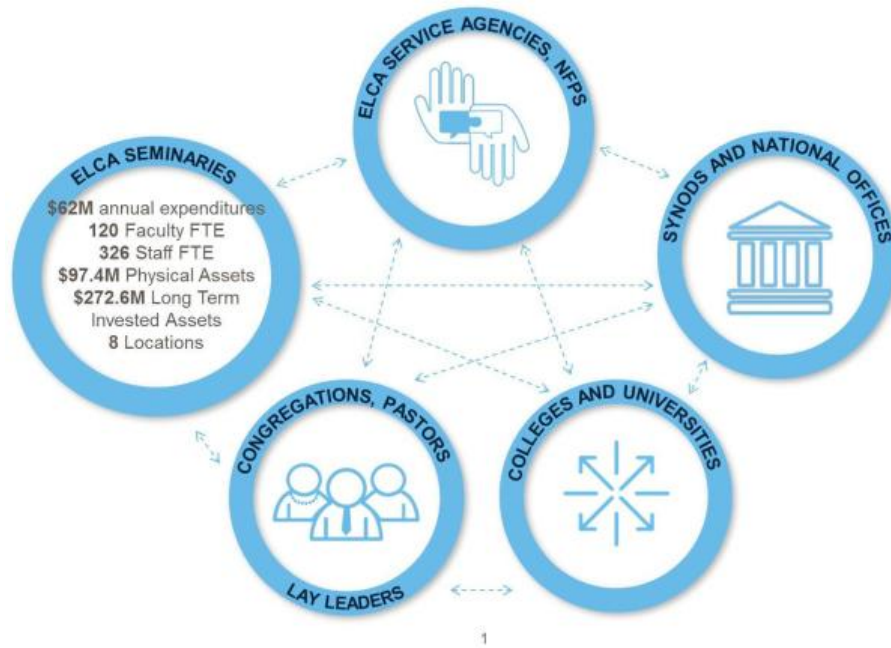 ELCA SERVICE AGENCIES, NFPS
ELCA SEMINARIES
$62M annual expenditures
120 Faculty FTE
326 Staff FTE
$97.4M Physical Assets
$272.6M Long Term
Invested Assets
8 Locations
SYNODS AND NATIONAL OFFICES
CONGREGATIONS, PASTORS
LAY LEADERS
COLLEGES AND UNIVERSITIES
1